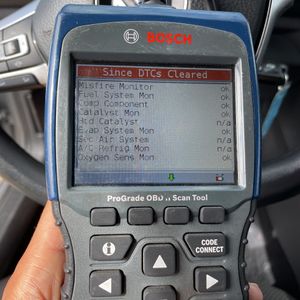 BOSCH
Since DTCs Cleared
Misfire Monitor ok
Fuel System Mon ok
Comp Component ok
Catalyst Mon ok
Htd Catalyst n/a
Evap System Mon ok
Sec Air System n/a
A/C Refrig Mon n/a
Oxygen Sens Mon ok
ProGrade OBD II Scan Tool
i
CODE
CONNECT